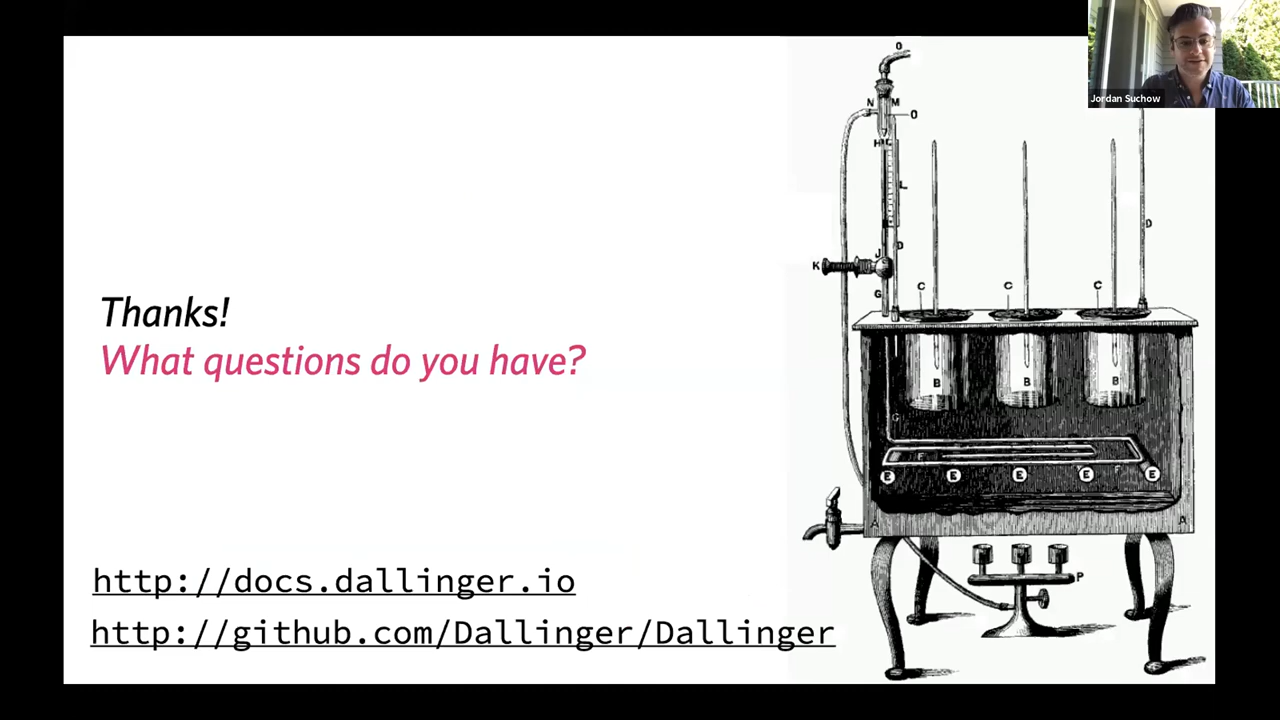 Jordan Suchow
O
N M
O
H
L
D
D
J
K
G
C C C
B B B
G
F F
E E E E E
A A
P
Thanks!
What questions do you have?
http://docs.dallinger.io
http://github.com/Dallinger/Dallinger